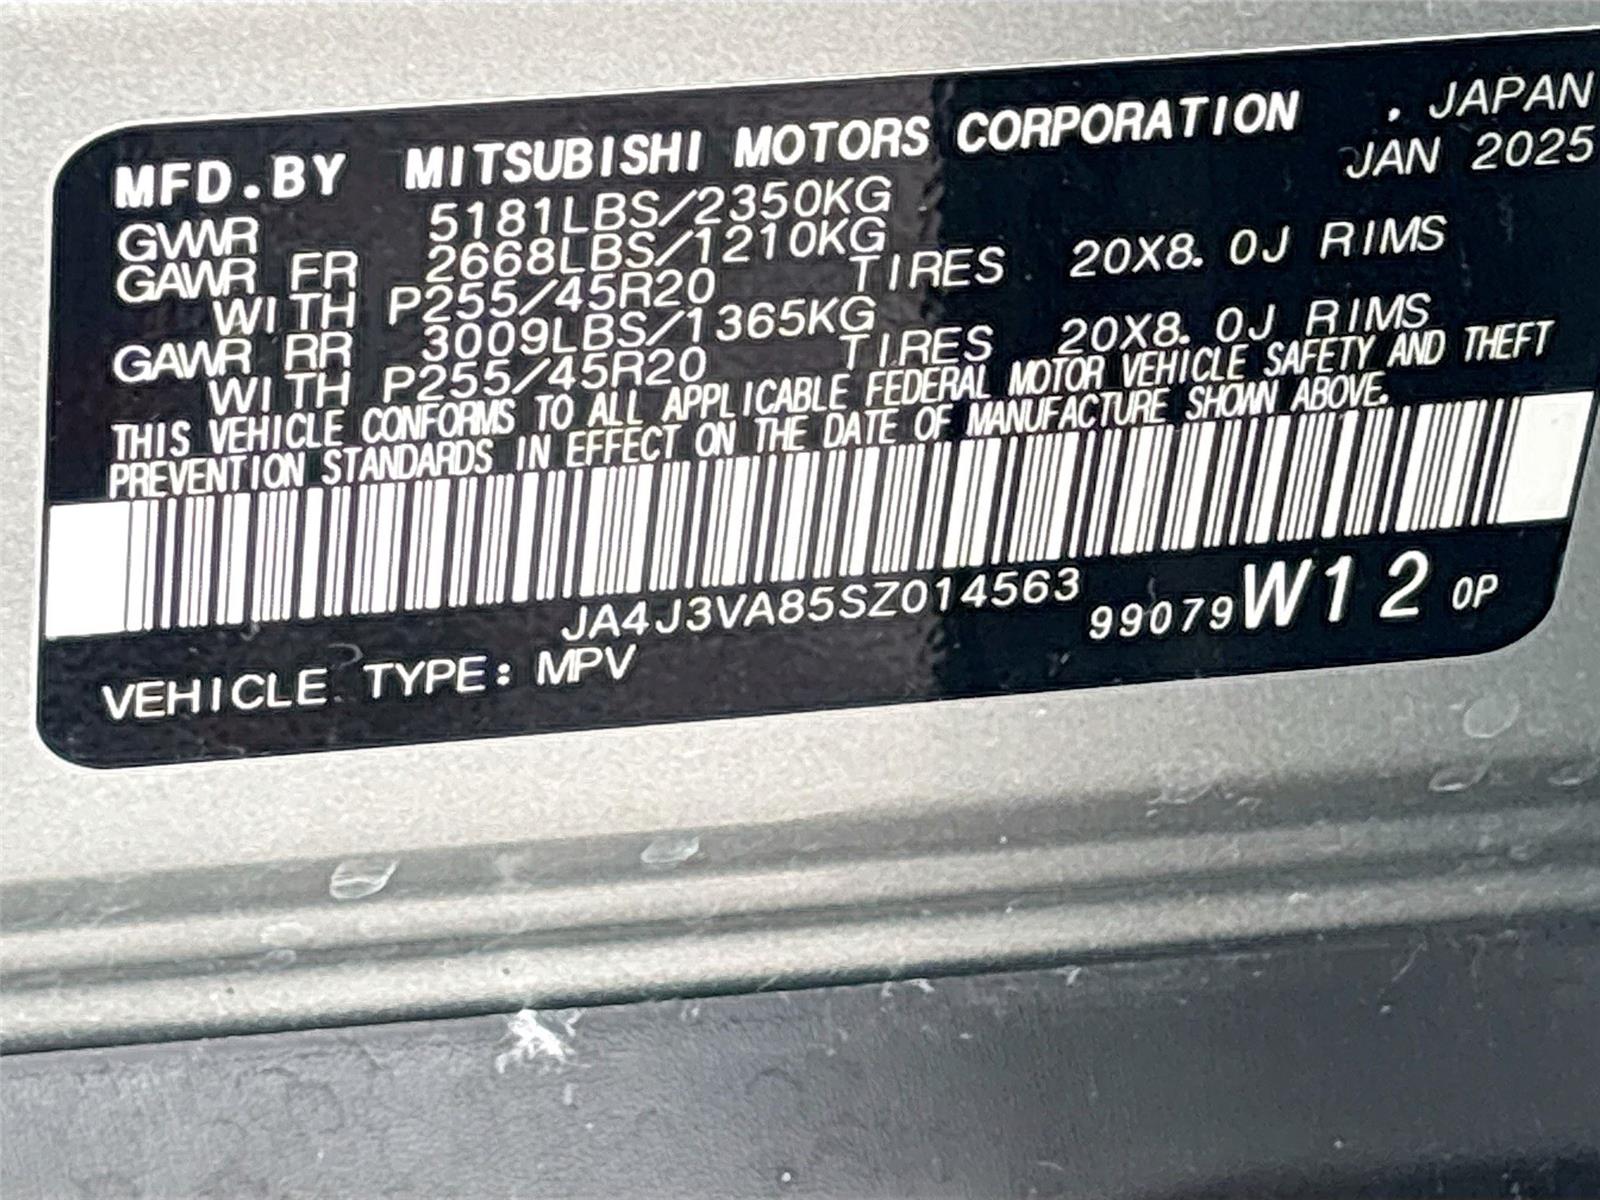 MFD.BY MITSUBISHI MOTORS CORPORATION , JAPAN
GVWR 5181LBS/2350KG JAN 2025
GAWR FR 2668LBS/1210KG
WITH P255/45R20 TIRES 20X8.0J RIMS
GAWR RR 3009LBS/1365KG
WITH P255/45R20 TIRES 20X8.0J RIMS
THIS VEHICLE CONFORMS TO ALL APPLICABLE FEDERAL MOTOR VEHICLE SAFETY AND THEFT
PREVENTION STANDARDS IN EFFECT ON THE DATE OF MANUFACTURE SHOWN ABOVE.
JA4J3VA85SZ014563 99079W12 OP
VEHICLE TYPE: MPV